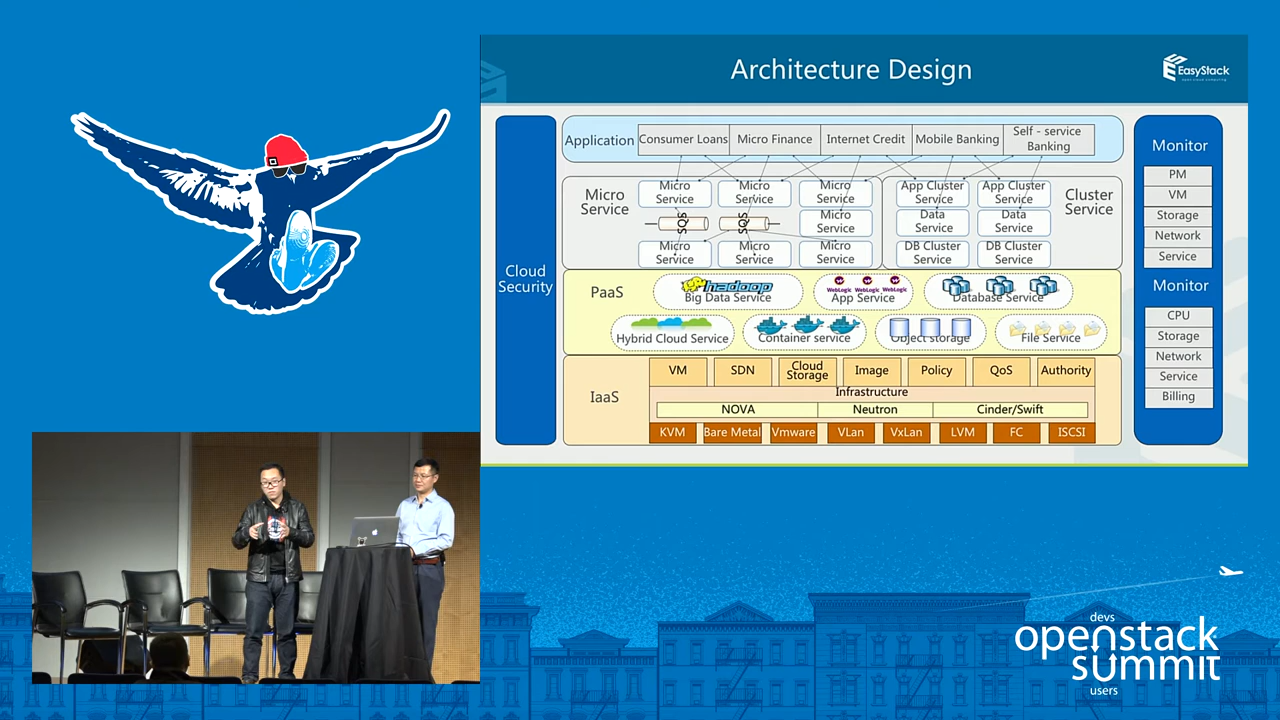 Architecture Design
EasyStack
Cloud
Security
Application
Consumer Loans
Micro Finance
Internet Credit
Mobile Banking
Self - service
Banking
Micro
Service
Micro
Service
Micro
Service
Micro
Service
SQS
SQS
Micro
Service
Micro
Service
Micro
Service
Micro
Service
App Cluster
Service
App Cluster
Service
Data
Service
Data
Service
DB Cluster
Service
DB Cluster
Service
Cluster
Service
PaaS
hadoop
Big Data Service
WebLogic
WebLogic
WebLogic
App Service
Database Service
Hybrid Cloud Service
Container service
Object storage
File Service
IaaS
VM
SDN
Cloud
Storage
Image
Policy
QoS
Authority
Infrastructure
NOVA
Neutron
Cinder/Swift
KVM
Bare Metal
Vmware
VLan
VxLan
LVM
FC
ISCSI
Monitor
PM
VM
Storage
Network
Service
Monitor
CPU
Storage
Network
Service
Billing
devs
openstack
summit
users